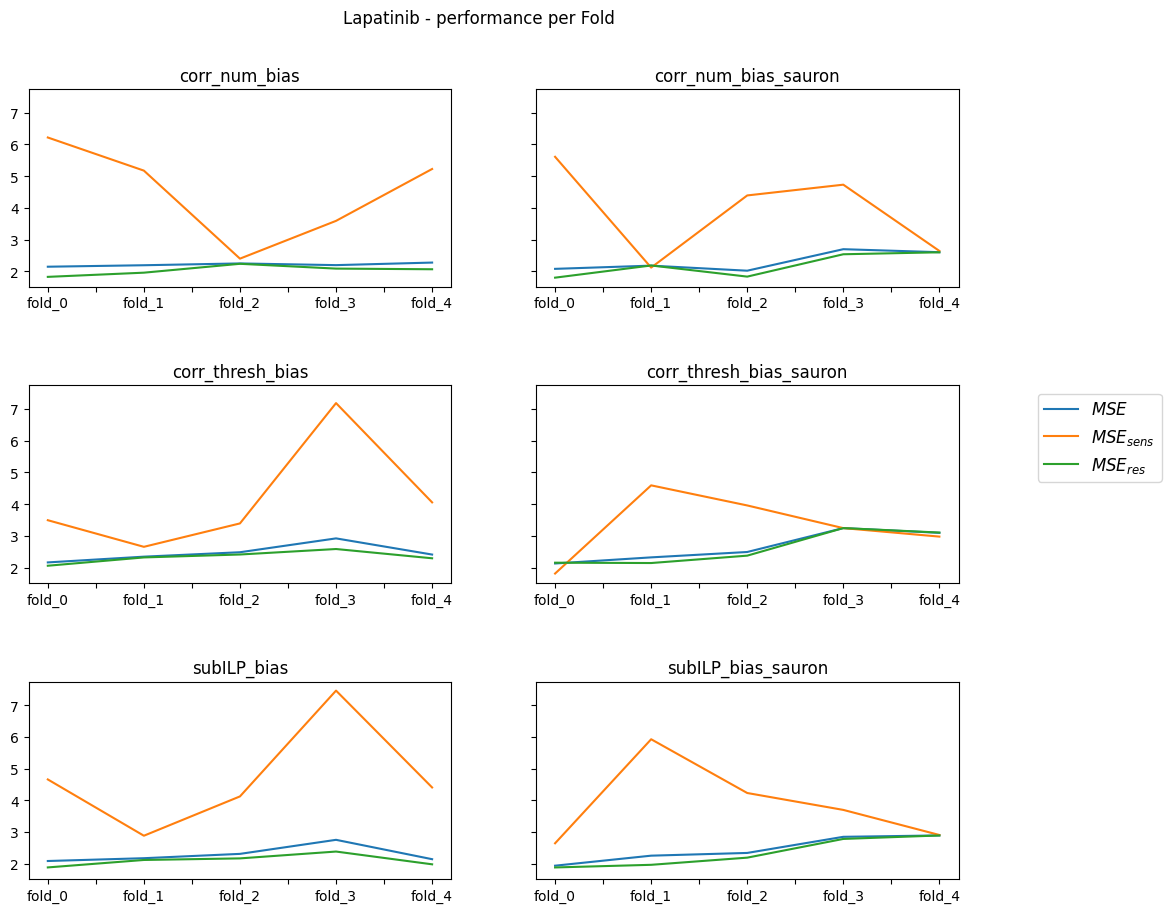 Lapatinib - performance per Fold
corr_num_bias
corr_num_bias_sauron
7
6
5
4
3
2
fold_0 fold_1 fold_2 fold_3 fold_4
fold_0 fold_1 fold_2 fold_3 fold_4
corr_thresh_bias
corr_thresh_bias_sauron
7
6
5
4
3
2
fold_0 fold_1 fold_2 fold_3 fold_4
fold_0 fold_1 fold_2 fold_3 fold_4
MSE
MSE_sens
MSE_res
subILP_bias
subILP_bias_sauron
7
6
5
4
3
2
fold_0 fold_1 fold_2 fold_3 fold_4
fold_0 fold_1 fold_2 fold_3 fold_4